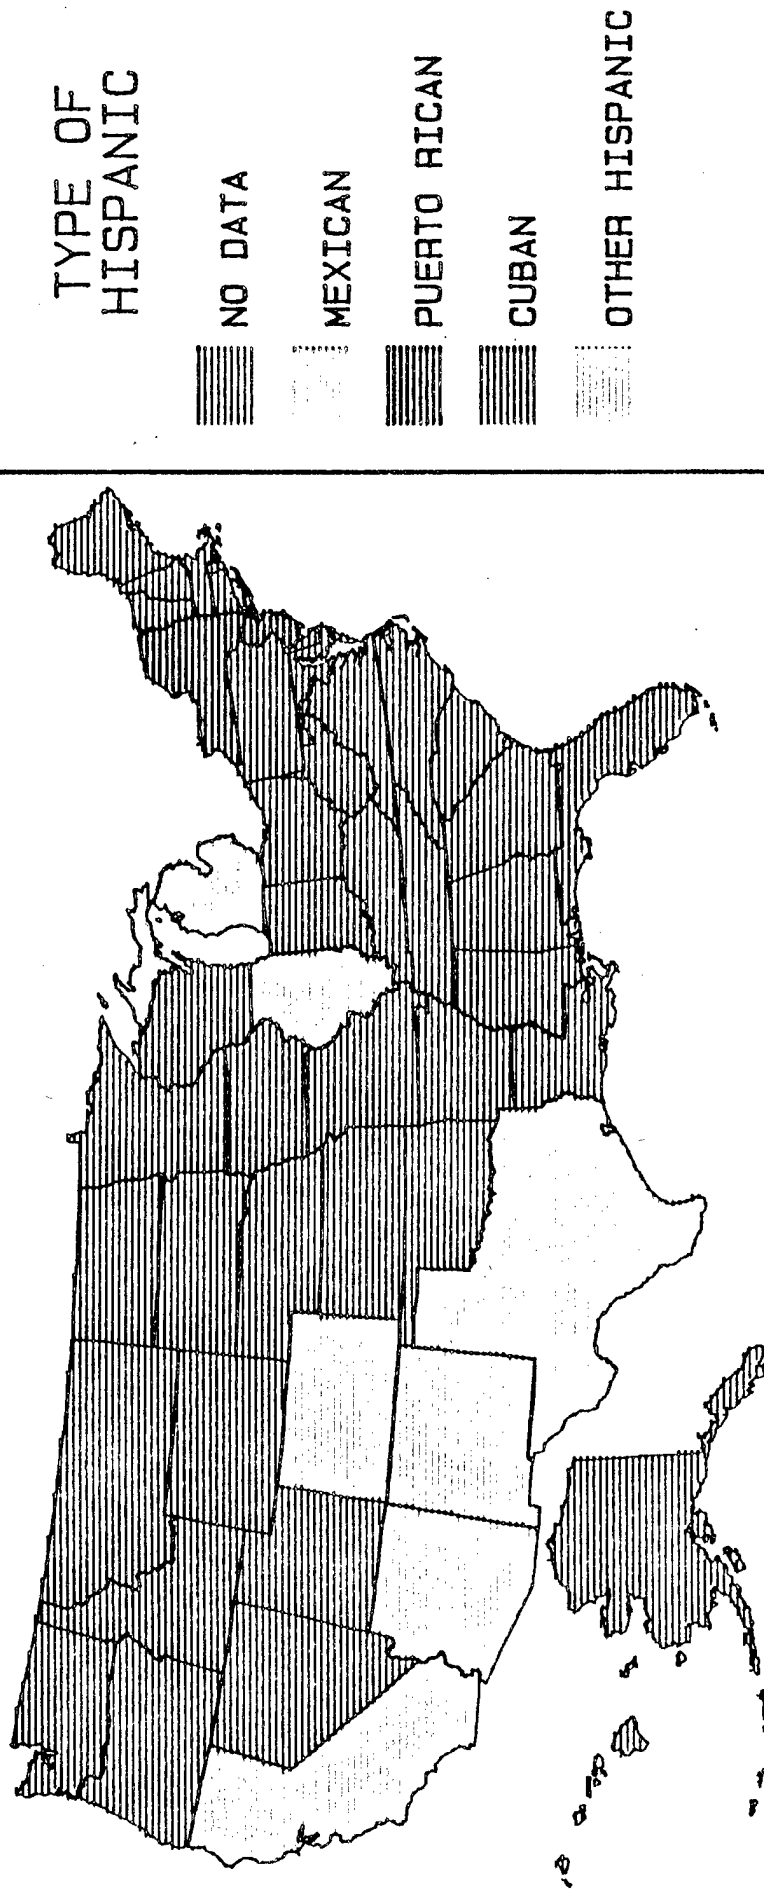 TYPE OF
HISPANIC
NO DATA
MEXICAN
PUERTO RICAN
CUBAN
OTHER HISPANIC